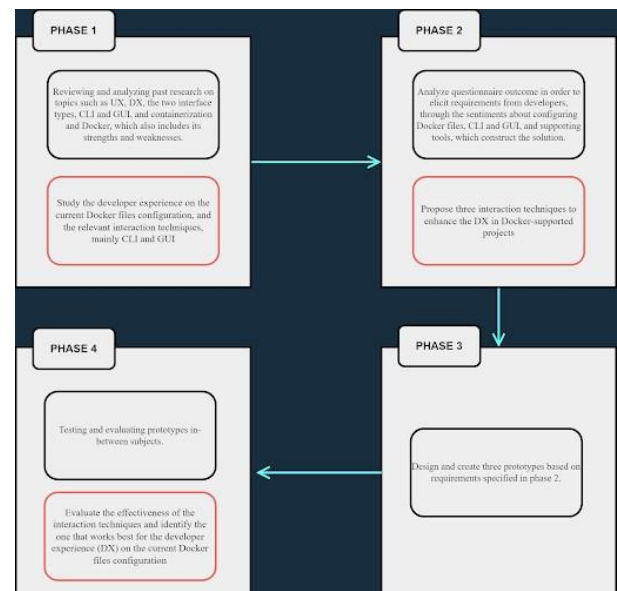 PHASE 1
Reviewing and analyzing past research on
topics such as UX, DX, the two interface
types, CLI and GUI, and containerization
and Docker, which also includes its
strengths and weaknesses.
Study the developer experience on the
current Docker files configuration, and
the relevant interaction techniques,
mainly CLI and GUI
PHASE 2
Analyze questionnaire outcome in order to
elicit requirements from developers,
through the sentiments about configuring
Docker files, CLI and GUI, and supporting
tools, which construct the solution.
Propose three interaction techniques to
enhance the DX in Docker-supported
projects
PHASE 3
Design and create three prototypes based on
requirements specified in phase 2.
PHASE 4
Testing and evaluating prototypes in-
between subjects.
Evaluate the effectiveness of the
interaction techniques and identify the
one that works best for the developer
experience (DX) on the current Docker
files configuration